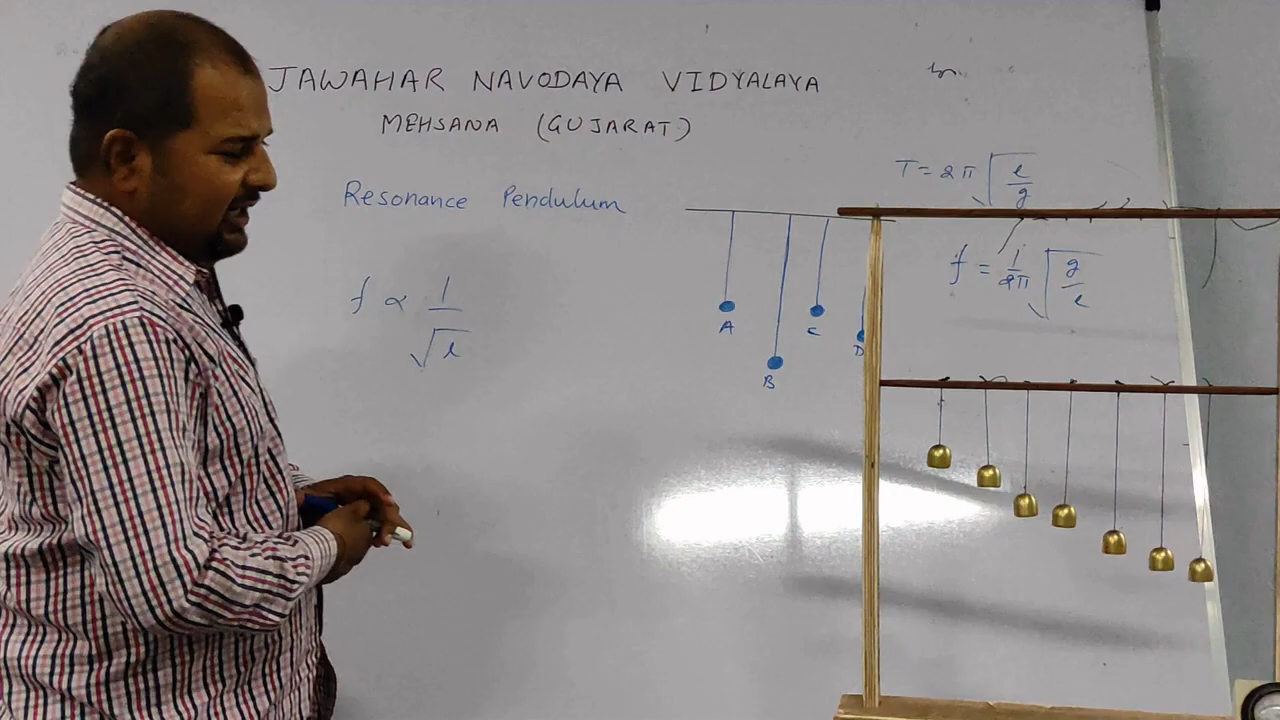 JAWAHAR NAVODAYA VIDYALAYA
MEHSANA (GUJARAT)
Resonance Pendulum
T = 2π √(l/g)
f = 1/2π √(g/l)
f ∝ 1/√l
A
B
C
D